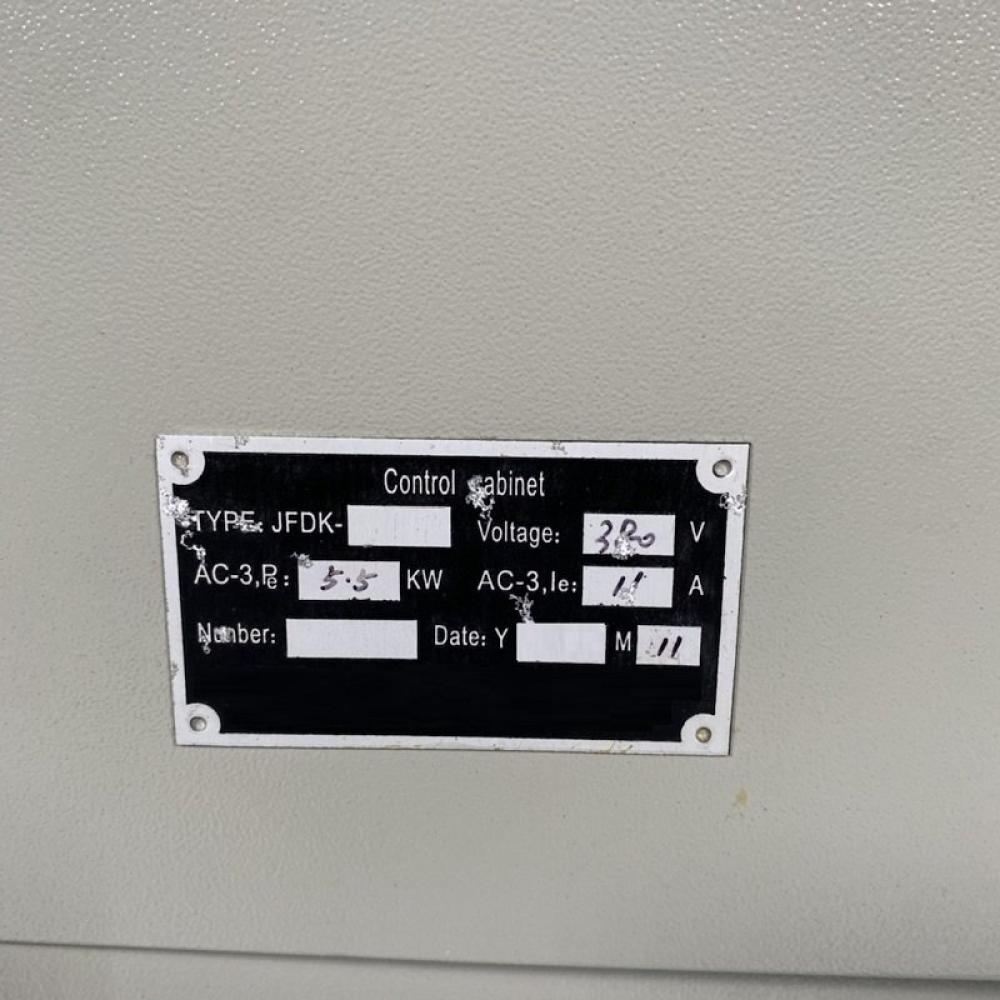 Control Cabinet
TYPE: JFDK- Voltage: 380 V
AC-3,Pe: 5.5 KW AC-3,Ie: 11 A
Number: Date: Y M 11